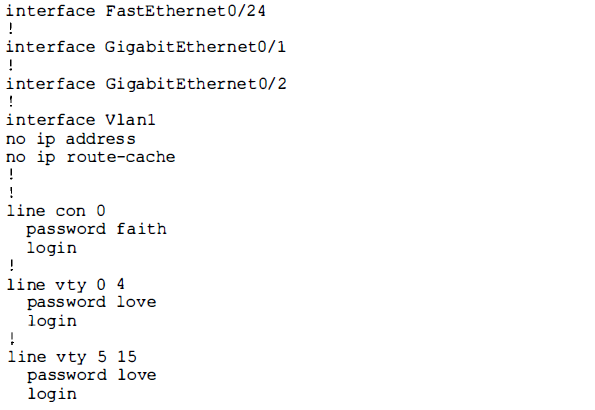 interface FastEthernet0/24
!
interface GigabitEthernet0/1
!
interface GigabitEthernet0/2
!
interface Vlan1
no ip address
no ip route-cache
!
!
line con 0
password faith
login
!
line vty 0 4
password love
login
!
line vty 5 15
password love
login